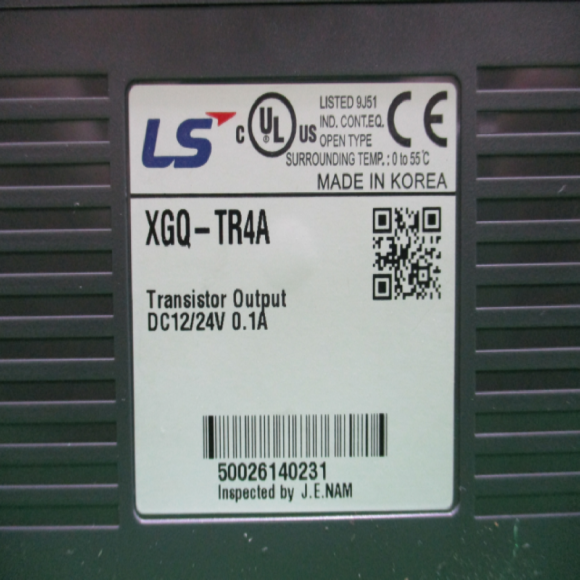 LS
C UL US
LISTED 9J51
IND. CONT.EQ.
OPEN TYPE
CE
SURROUNDING TEMP. : 0 to 55℃
MADE IN KOREA
XGQ-TR4A
Transistor Output
DC12/24V 0.1A
50026140231
Inspected by J.E.NAM